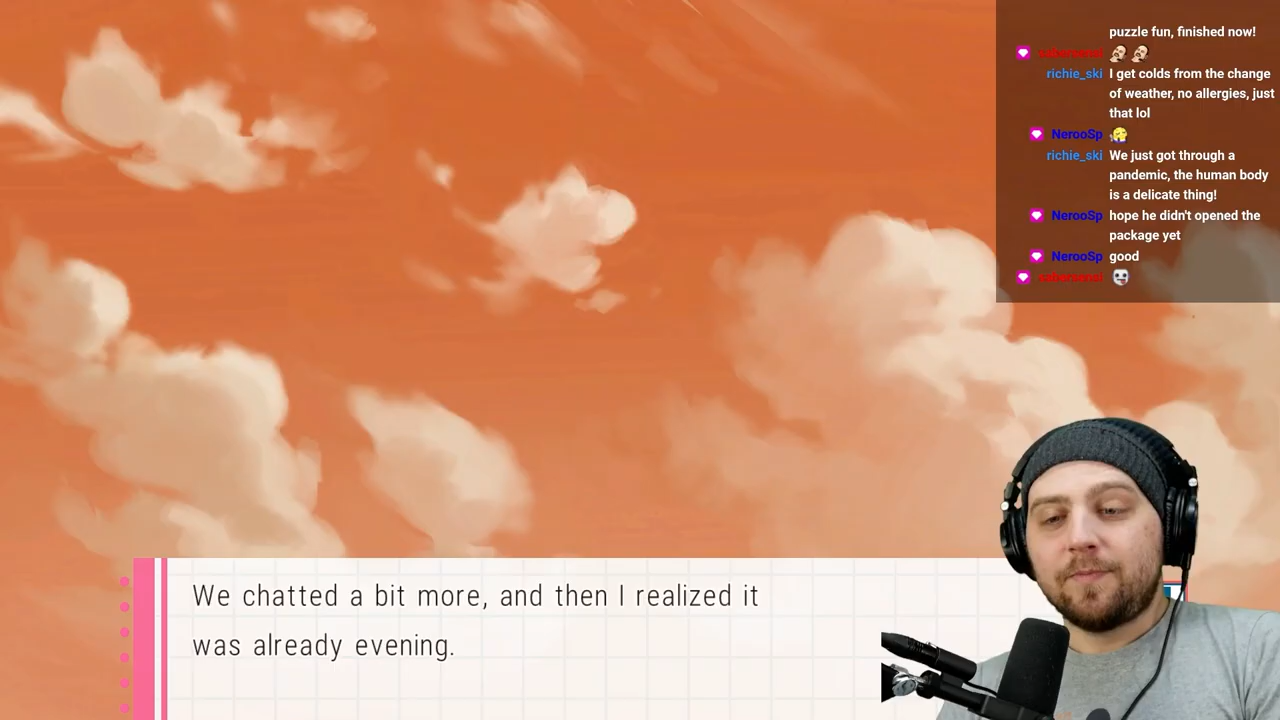 puzzle fun, finished now!
richie_ski I get colds from the change
of weather, no allergies, just
that lol
NerooSp
richie_ski We just got through a
pandemic, the human body
is a delicate thing!
NerooSp hope he didn't opened the
package yet
NerooSp good
We chatted a bit more, and then I realized it
was already evening.